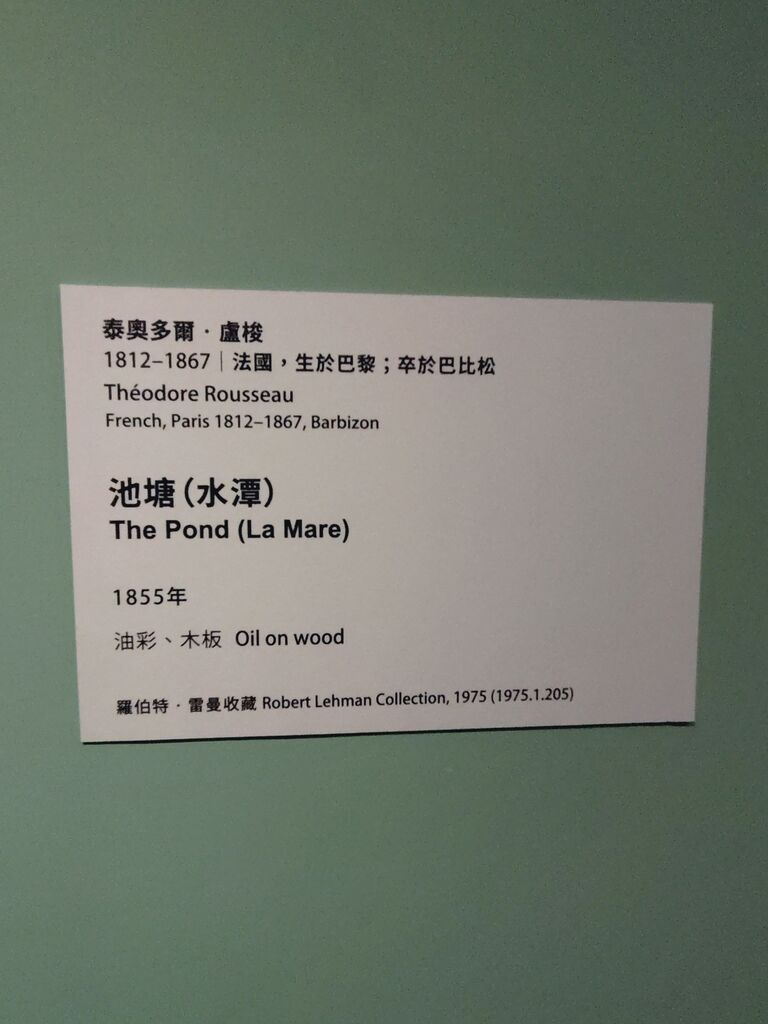 泰奧多爾・盧梭
1812–1867｜法國，生於巴黎；卒於巴比松
Théodore Rousseau
French, Paris 1812–1867, Barbizon
池塘（水潭）
The Pond (La Mare)
1855年
油彩、木板 Oil on wood
羅伯特・雷曼收藏 Robert Lehman Collection, 1975 (1975.1.205)